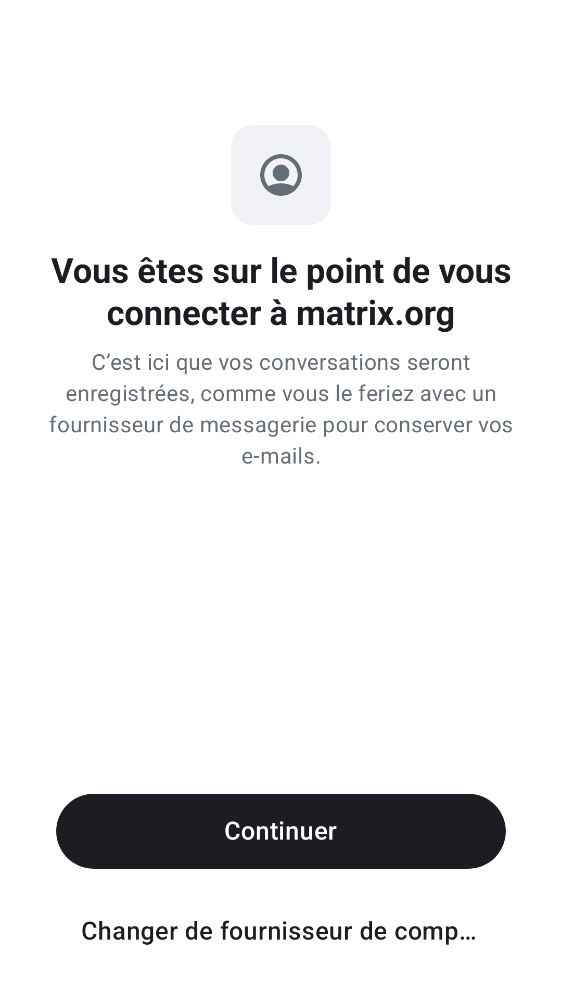 Vous êtes sur le point de vous
connecter à matrix.org
C’est ici que vos conversations seront
enregistrées, comme vous le feriez avec un
fournisseur de messagerie pour conserver vos
e-mails.
Continuer
Changer de fournisseur de comp…